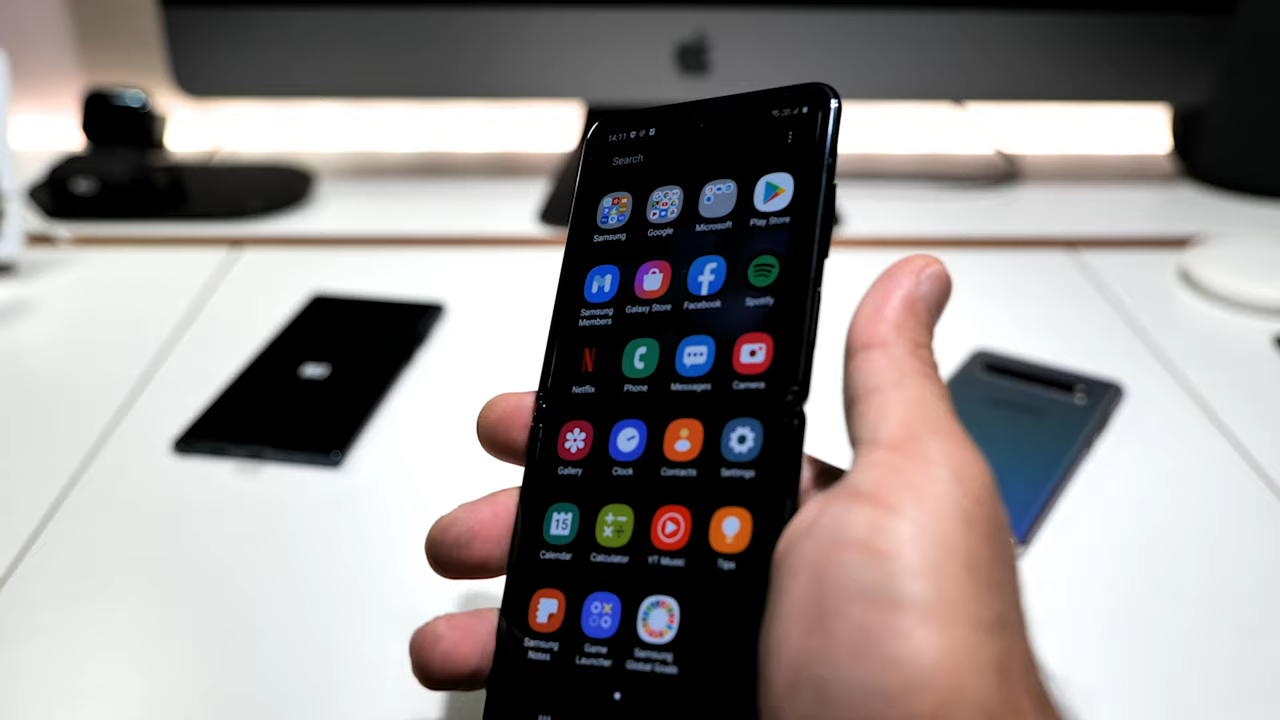 14:11
Search
Samsung
Google
Microsoft
Play Store
Samsung
Members
Galaxy Store
Facebook
Spotify
N
Netflix
Phone
Messages
Camera
Gallery
Clock
Contacts
Settings
15
Calendar
Calculator
YT Music
Tips
Samsung
Notes
Game
Launcher
Samsung
Global Goals